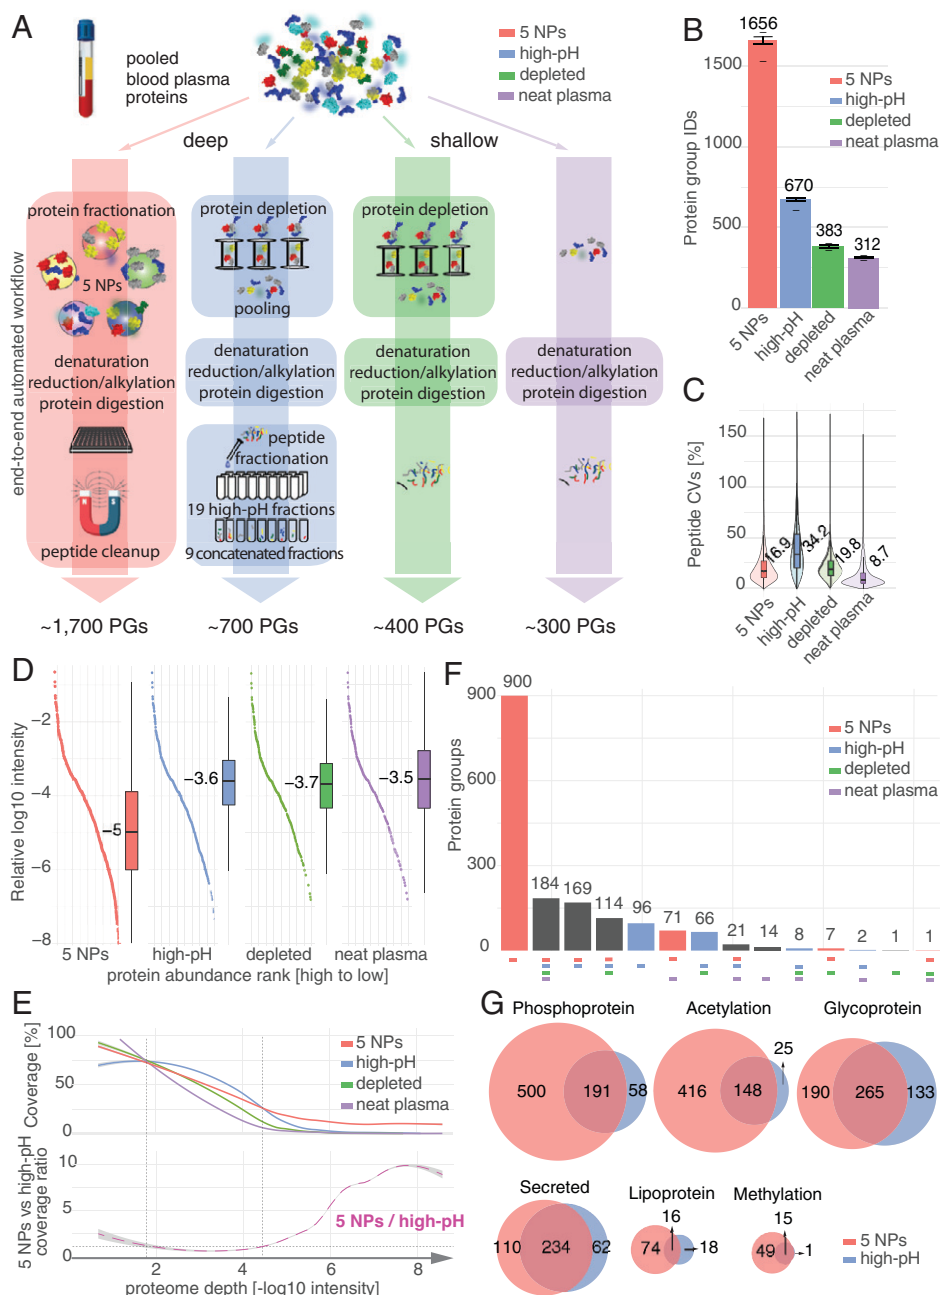 A
pooled
blood plasma
proteins
5 NPs
high-pH
depleted
neat plasma
deep
shallow
end-to-end automated workflow
protein fractionation
5 NPs
denaturation
reduction/alkylation
protein digestion
peptide cleanup
~1,700 PGs
protein depletion
pooling
denaturation
reduction/alkylation
protein digestion
peptide
fractionation
19 high-pH fractions
9 concatenated fractions
~700 PGs
protein depletion
denaturation
reduction/alkylation
protein digestion
~400 PGs
denaturation
reduction/alkylation
protein digestion
~300 PGs
B
Protein group IDs
1500
1000
500
0
1656
670
383
312
5 NPs
high-pH
depleted
neat plasma
5 NPs
high-pH
depleted
neat plasma
C
Peptide CVs [%]
150
100
50
0
16.9
34.2
19.8
8.7
5 NPs
high-pH
depleted
neat plasma
D
Relative log10 intensity
−2
−4
−6
−8
−5
−3.6
−3.7
−3.5
5 NPs
high-pH
depleted
neat plasma
protein abundance rank [high to low]
E
Coverage [%]
100
50
0
5 NPs
high-pH
depleted
neat plasma
5 NPs vs high-pH
coverage ratio
10
5
0
5 NPs / high-pH
2
4
6
8
proteome depth [-log10 intensity]
F
Protein groups
900
600
300
0
900
184
169
114
96
71
66
21
14
8
7
2
1
1
5 NPs
high-pH
depleted
neat plasma
G
Phosphoprotein
500
191
58
Acetylation
416
148
25
Glycoprotein
190
265
133
Secreted
110
234
62
Lipoprotein
16
74
18
Methylation
15
49
1
5 NPs
high-pH